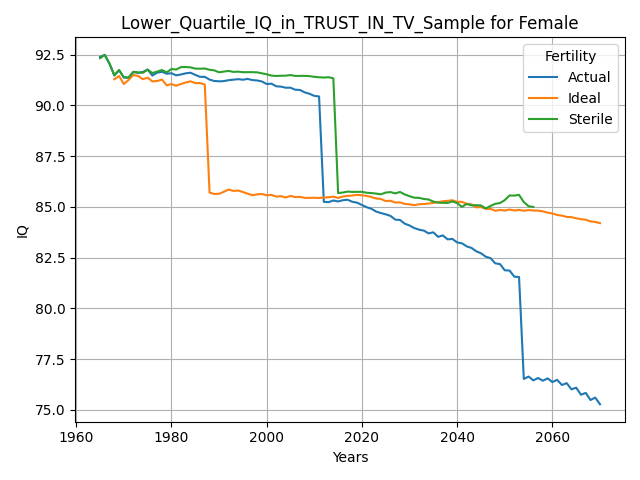 Lower_Quartile_IQ_in_TRUST_IN_TV_Sample for Female
Fertility
Actual
Ideal
Sterile
IQ
92.5
90.0
87.5
85.0
82.5
80.0
77.5
75.0
1960 1980 2000 2020 2040 2060
Years